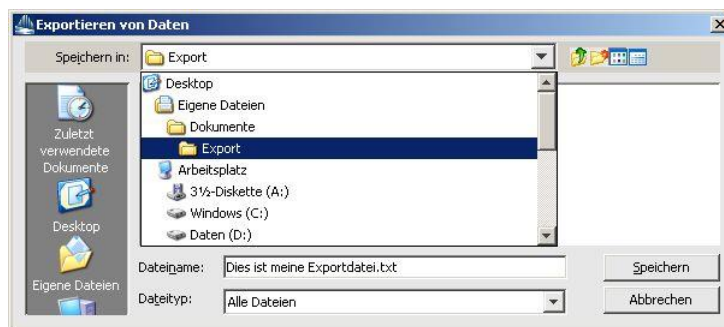 Exportieren von Daten
Speichern in:
Export
Desktop
Eigene Dateien
Dokumente
Export
Arbeitsplatz
3½-Diskette (A:)
Windows (C:)
Daten (D:)
Zuletzt
verwendete
Dokumente
Desktop
Eigene Dateien
Dateiname:
Dies ist meine Exportdatei.txt
Speichern
Dateityp:
Alle Dateien
Abbrechen